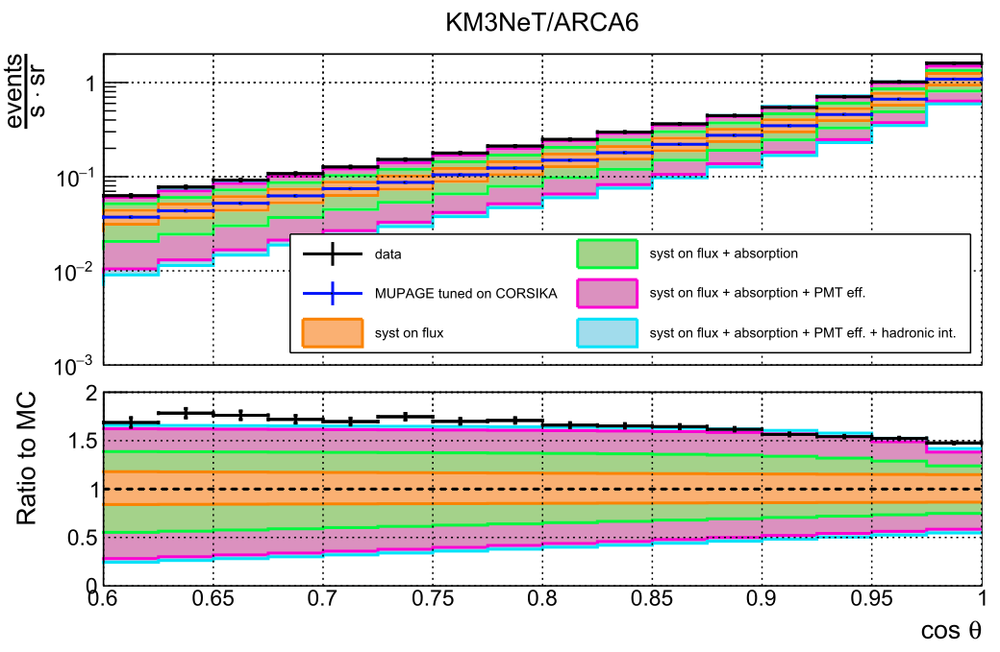 KM3NeT/ARCA6
events
s · sr
1
10⁻¹
10⁻²
10⁻³
data
MUPAGE tuned on CORSIKA
syst on flux
syst on flux + absorption
syst on flux + absorption + PMT eff.
syst on flux + absorption + PMT eff. + hadronic int.
Ratio to MC
2
1.5
1
0.5
0
0.6 0.65 0.7 0.75 0.8 0.85 0.9 0.95 1
cos θ